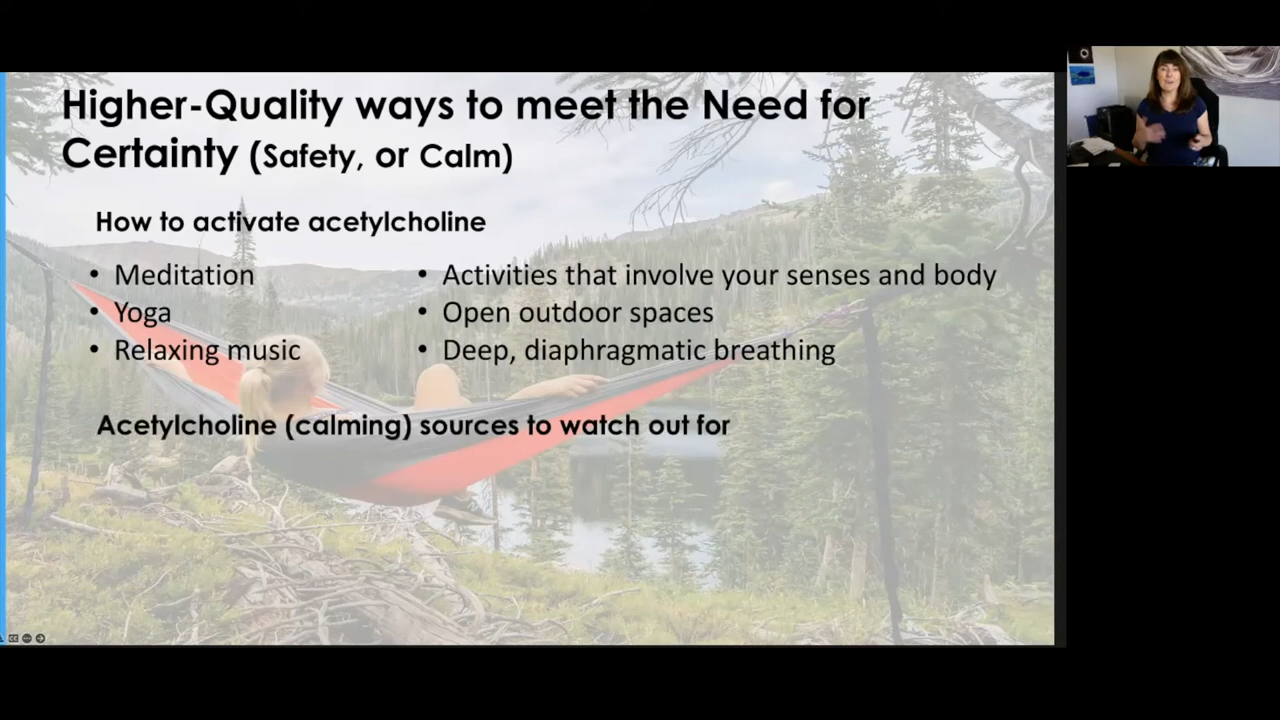 Higher-Quality ways to meet the Need for
Certainty (Safety, or Calm)
How to activate acetylcholine
• Meditation
• Yoga
• Relaxing music
• Activities that involve your senses and body
• Open outdoor spaces
• Deep, diaphragmatic breathing
Acetylcholine (calming) sources to watch out for